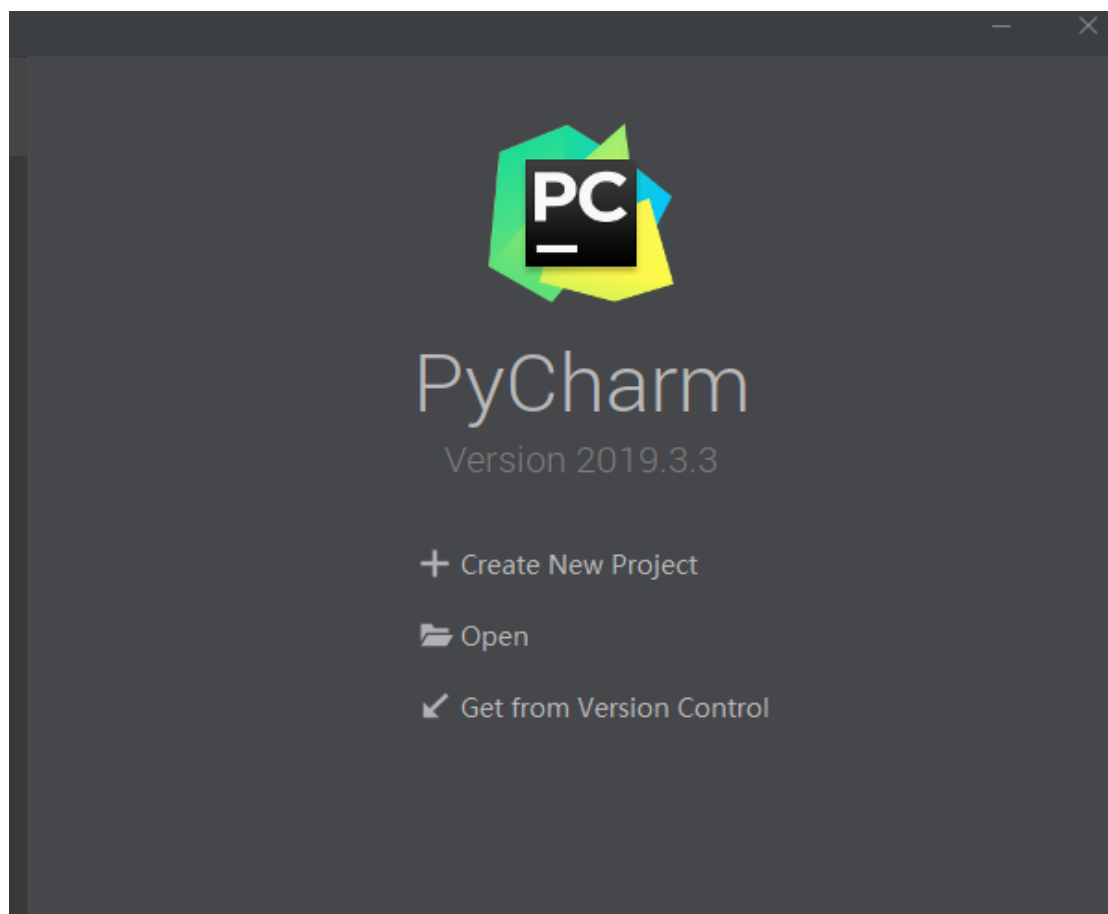 PC
PyCharm
Version 2019.3.3
Create New Project
Open
Get from Version Control